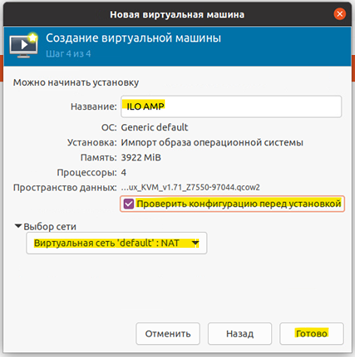 Новая виртуальная машина
Создание виртуальной машины
Шаг 4 из 4
Можно начинать установку
Название: ILO AMP
ОС: Generic default
Установка: Импорт образа операционной системы
Память: 3922 MiB
Процессоры: 4
Пространство данных: ...ux_KVM_v1.71_Z7550-97044.qcow2
Проверить конфигурацию перед установкой
Выбор сети
Виртуальная сеть 'default' : NAT
Отменить Назад Готово